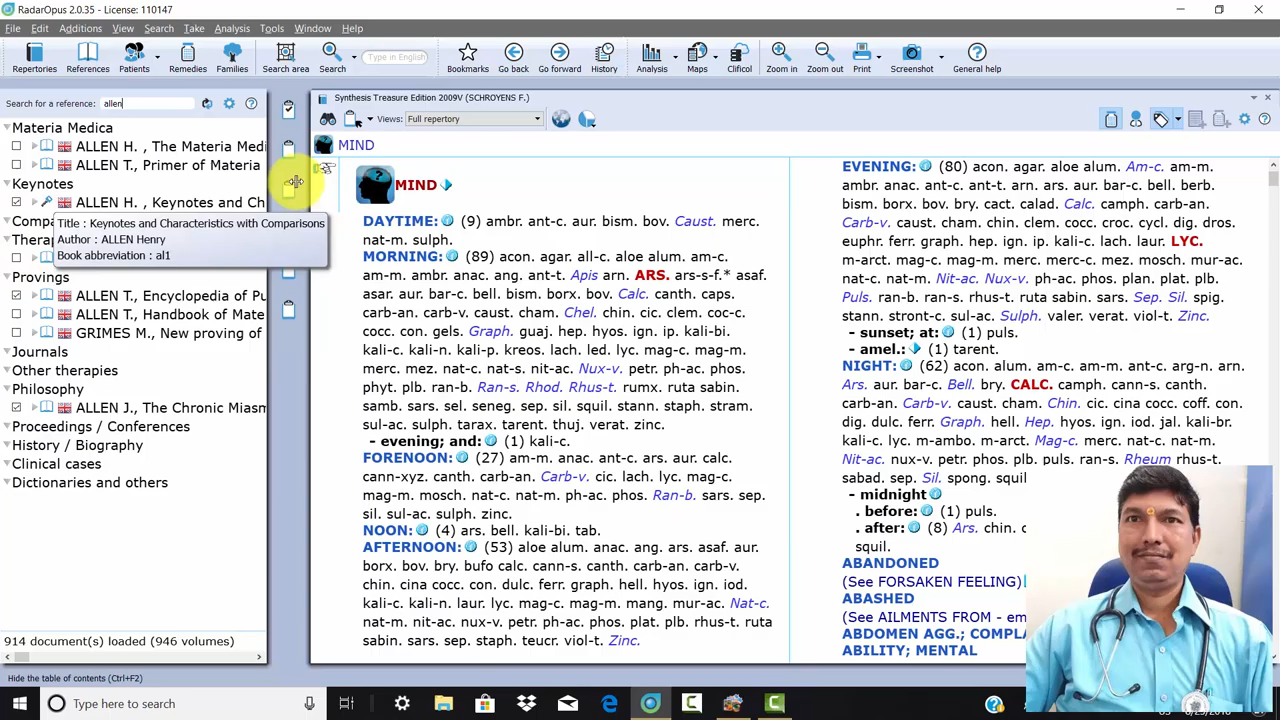 RadarOpus 2.0.35 - License: 110147
File Edit Additions View Search Take Analysis Tools Window Help
Repertories References Patients Remedies Families Search area Search Type in English Bookmarks Go back Go forward History Analysis Maps Clificol Zoom in Zoom out Print Screenshot General help
Search for a reference: allen
Materia Medica
ALLEN H. , The Materia Medi
ALLEN T., Primer of Materia
Keynotes
ALLEN H. , Keynotes and Ch
Compa
Title : Keynotes and Characteristics with Comparisons
Author : ALLEN Henry
Book abbreviation : al1
Therap
Provings
ALLEN T., Encyclopedia of Pu
ALLEN T., Handbook of Mate
GRIMES M., New proving of
Journals
Other therapies
Philosophy
ALLEN J., The Chronic Miasm
Proceedings / Conferences
History / Biography
Clinical cases
Dictionaries and others
914 document(s) loaded (946 volumes)
Hide the table of contents (Ctrl+F2)
Synthesis Treasure Edition 2009V (SCHROYENS F.)
Views: Full repertory
MIND
MIND
DAYTIME: (9) ambr. ant-c. aur. bism. bov. Caust. merc.
nat-m. sulph.
MORNING: (89) acon. agar. all-c. aloe alum. am-c.
am-m. ambr. anac. ang. ant-t. Apis arn. ARS. ars-s-f.* asaf.
asar. aur. bar-c. bell. bism. borx. bov. Calc. canth. caps.
carb-an. carb-v. caust. cham. Chel. chin. cic. clem. coc-c.
cocc. con. gels. Graph. guaj. hep. hyos. ign. ip. kali-bi.
kali-c. kali-n. kali-p. kreos. lach. led. lyc. mag-c. mag-m.
merc. mez. nat-c. nat-s. nit-ac. Nux-v. petr. ph-ac. phos.
phyt. plb. ran-b. Ran-s. Rhod. Rhus-t. rumx. ruta sabin.
samb. sars. sel. seneg. sep. sil. squil. stann. staph. stram.
sul-ac. sulph. tarax. tarent. thuj. verat. zinc.
- evening; and: (1) kali-c.
FORENOON: (27) am-m. anac. ant-c. ars. aur. calc.
cann-xyz. canth. carb-an. Carb-v. cic. lach. lyc. mag-c.
mag-m. mosch. nat-c. nat-m. ph-ac. phos. Ran-b. sars. sep.
sil. sul-ac. sulph. zinc.
NOON: (4) ars. bell. kali-bi. tab.
AFTERNOON: (53) aloe alum. anac. ang. ars. asaf. aur.
borx. bov. bry. bufo calc. cann-s. canth. carb-an. carb-v.
chin. cina cocc. con. dulc. ferr. graph. hell. hyos. ign. iod.
kali-c. kali-n. laur. lyc. mag-c. mag-m. mang. mur-ac. Nat-c.
nat-m. nit-ac. nux-v. petr. ph-ac. phos. plat. plb. rhus-t. ruta
sabin. sars. sep. staph. teucr. viol-t. Zinc.
EVENING: (80) acon. agar. aloe alum. Am-c. am-m.
ambr. anac. ant-c. ant-t. arn. ars. aur. bar-c. bell. berb.
bism. borx. bov. bry. cact. calad. Calc. camph. carb-an.
Carb-v. caust. cham. chin. clem. cocc. croc. cycl. dig. dros.
euphr. ferr. graph. hep. ign. ip. kali-c. lach. laur. LYC.
m-arct. mag-c. mag-m. merc. merc-c. mez. mosch. mur-ac.
nat-c. nat-m. Nit-ac. Nux-v. ph-ac. phos. plan. plat. plb.
Puls. ran-b. ran-s. rhus-t. ruta sabin. sars. Sep. Sil. spig.
stann. stront-c. sul-ac. Sulph. valer. verat. viol-t. Zinc.
- sunset; at: (1) puls.
- amel.: (1) tarent.
NIGHT: (62) acon. alum. am-c. am-m. ant-c. arg-n. arn.
Ars. aur. bar-c. Bell. bry. CALC. camph. cann-s. canth.
carb-an. Carb-v. caust. cham. Chin. cic. cina cocc. coff. con.
dig. dulc. ferr. Graph. hell. Hep. hyos. ign. iod. jal. kali-br.
kali-c. lyc. m-ambo. m-arct. Mag-c. merc. nat-c. nat-m.
Nit-ac. nux-v. petr. phos. plb. puls. ran-s. Rheum rhus-t.
sabad. sep. Sil. spong. squil
- midnight
. before: (1) puls.
. after: (8) Ars. chin. c
squil.
ABANDONED
(See FORSAKEN FEELING)
ABASHED
(See AILMENTS FROM - em
ABDOMEN AGG.; COMPLA
ABILITY; MENTAL
Type here to search